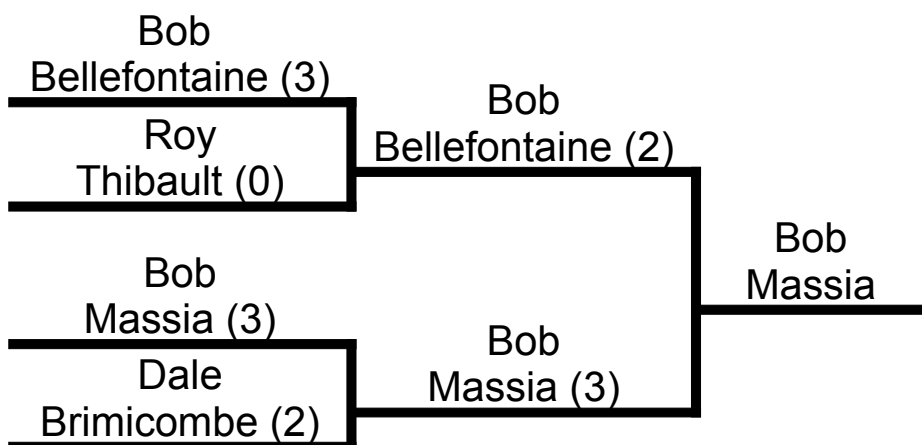 Bob
Bellefontaine (3)
Roy
Thibault (0)
Bob
Massia (3)
Dale
Brimicombe (2)
Bob
Bellefontaine (2)
Bob
Massia (3)
Bob
Massia